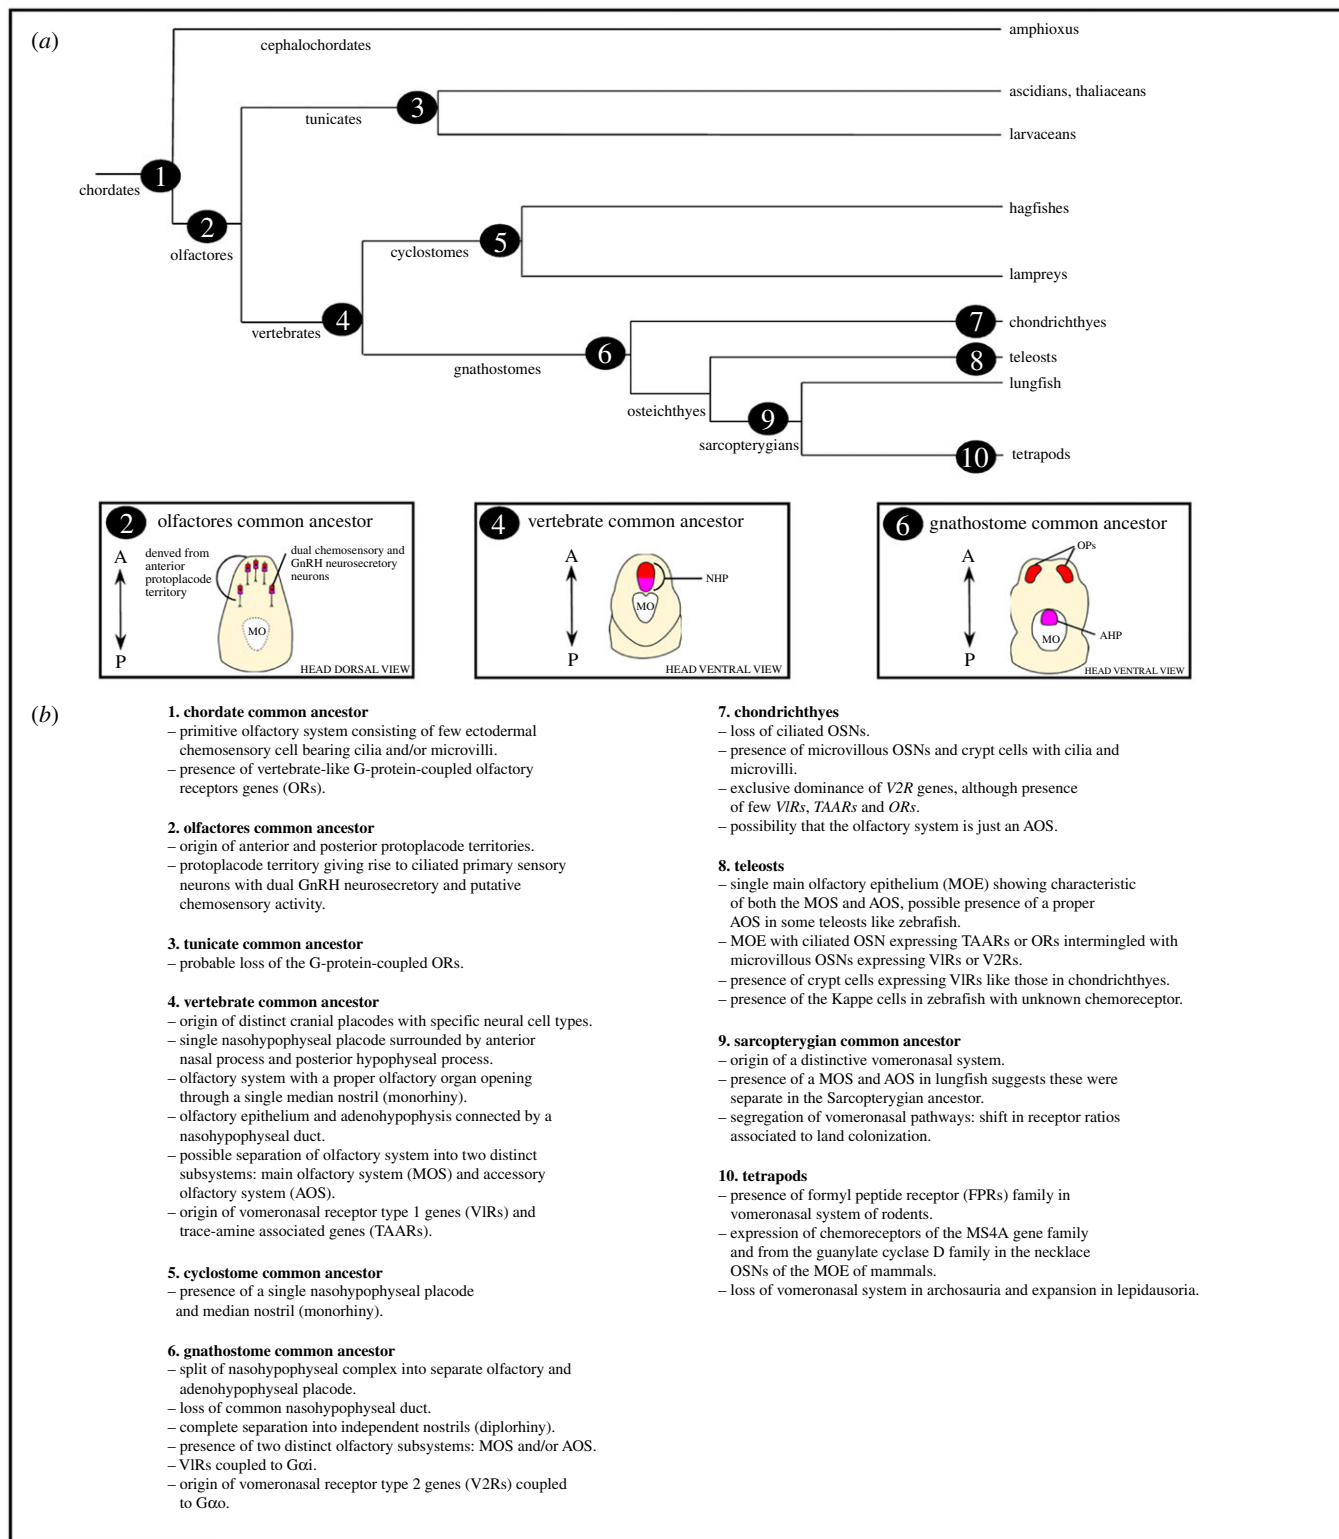 (a)
amphioxus
cephalochordates
ascidians, thaliaceans
3
tunicates
larvaceans
1
chordates
hagfishes
2
olfactores
5
cyclostomes
lampreys
4
vertebrates
7
chondrichthyes
6
gnathostomes
8
teleosts
lungfish
osteichthyes
9
sarcopterygians
10
tetrapods
2 olfactores common ancestor
A
P
derived from
anterior
protoplacode
territory
dual chemosensory and
GnRH neurosecretory
neurons
MO
HEAD DORSAL VIEW
4 vertebrate common ancestor
A
P
NHP
MO
HEAD VENTRAL VIEW
6 gnathostome common ancestor
A
P
OPs
MO
AHP
HEAD VENTRAL VIEW
(b)
1. chordate common ancestor
– primitive olfactory system consisting of few ectodermal
chemosensory cell bearing cilia and/or microvilli.
– presence of vertebrate-like G-protein-coupled olfactory
receptors genes (ORs).
2. olfactores common ancestor
– origin of anterior and posterior protoplacode territories.
– protoplacode territory giving rise to ciliated primary sensory
neurons with dual GnRH neurosecretory and putative
chemosensory activity.
3. tunicate common ancestor
– probable loss of the G-protein-coupled ORs.
4. vertebrate common ancestor
– origin of distinct cranial placodes with specific neural cell types.
– single nasohypophyseal placode surrounded by anterior
nasal process and posterior hypophyseal process.
– olfactory system with a proper olfactory organ opening
through a single median nostril (monorhiny).
– olfactory epithelium and adenohypophysis connected by a
nasohypophyseal duct.
– possible separation of olfactory system into two distinct
subsystems: main olfactory system (MOS) and accessory
olfactory system (AOS).
– origin of vomeronasal receptor type 1 genes (VlRs) and
trace-amine associated genes (TAARs).
5. cyclostome common ancestor
– presence of a single nasohypophyseal placode
and median nostril (monorhiny).
6. gnathostome common ancestor
– split of nasohypophyseal complex into separate olfactory and
adenohypophyseal placode.
– loss of common nasohypophyseal duct.
– complete separation into independent nostrils (diplorhiny).
– presence of two distinct olfactory subsystems: MOS and/or AOS.
– VlRs coupled to Gαi.
– origin of vomeronasal receptor type 2 genes (V2Rs) coupled
to Gαo.
7. chondrichthyes
– loss of ciliated OSNs.
– presence of microvillous OSNs and crypt cells with cilia and
microvilli.
– exclusive dominance of V2R genes, although presence
of few VlRs, TAARs and ORs.
– possibility that the olfactory system is just an AOS.
8. teleosts
– single main olfactory epithelium (MOE) showing characteristic
of both the MOS and AOS, possible presence of a proper
AOS in some teleosts like zebrafish.
– MOE with ciliated OSN expressing TAARs or ORs intermingled with
microvillous OSNs expressing VlRs or V2Rs.
– presence of crypt cells expressing VlRs like those in chondrichthyes.
– presence of the Kappe cells in zebrafish with unknown chemoreceptor.
9. sarcopterygian common ancestor
– origin of a distinctive vomeronasal system.
– presence of a MOS and AOS in lungfish suggests these were
separate in the Sarcopterygian ancestor.
– segregation of vomeronasal pathways: shift in receptor ratios
associated to land colonization.
10. tetrapods
– presence of formyl peptide receptor (FPRs) family in
vomeronasal system of rodents.
– expression of chemoreceptors of the MS4A gene family
and from the guanylate cyclase D family in the necklace
OSNs of the MOE of mammals.
– loss of vomeronasal system in archosauria and expansion in lepidausoria.